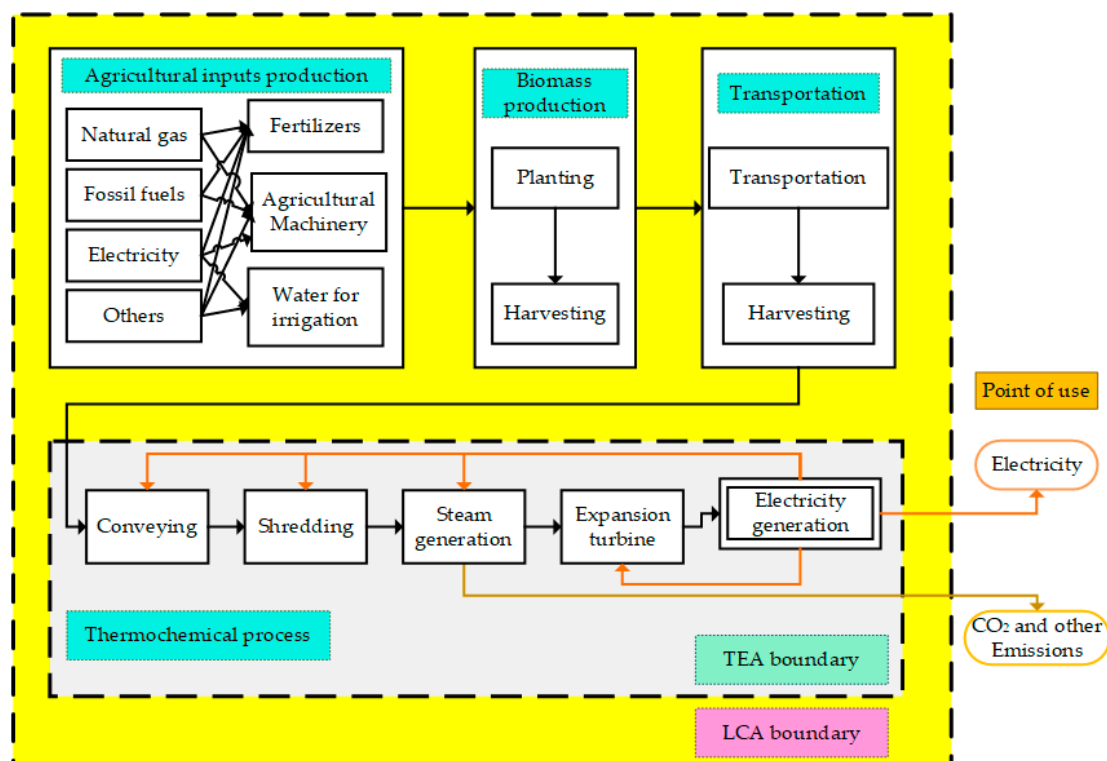 Agricultural inputs production
Natural gas
Fossil fuels
Electricity
Others
Fertilizers
Agricultural
Machinery
Water for
irrigation
Biomass
production
Planting
Harvesting
Transportation
Transportation
Harvesting
Point of use
Electricity
Conveying
Shredding
Steam
generation
Expansion
turbine
Electricity
generation
CO₂ and other
Emissions
Thermochemical process
TEA boundary
LCA boundary